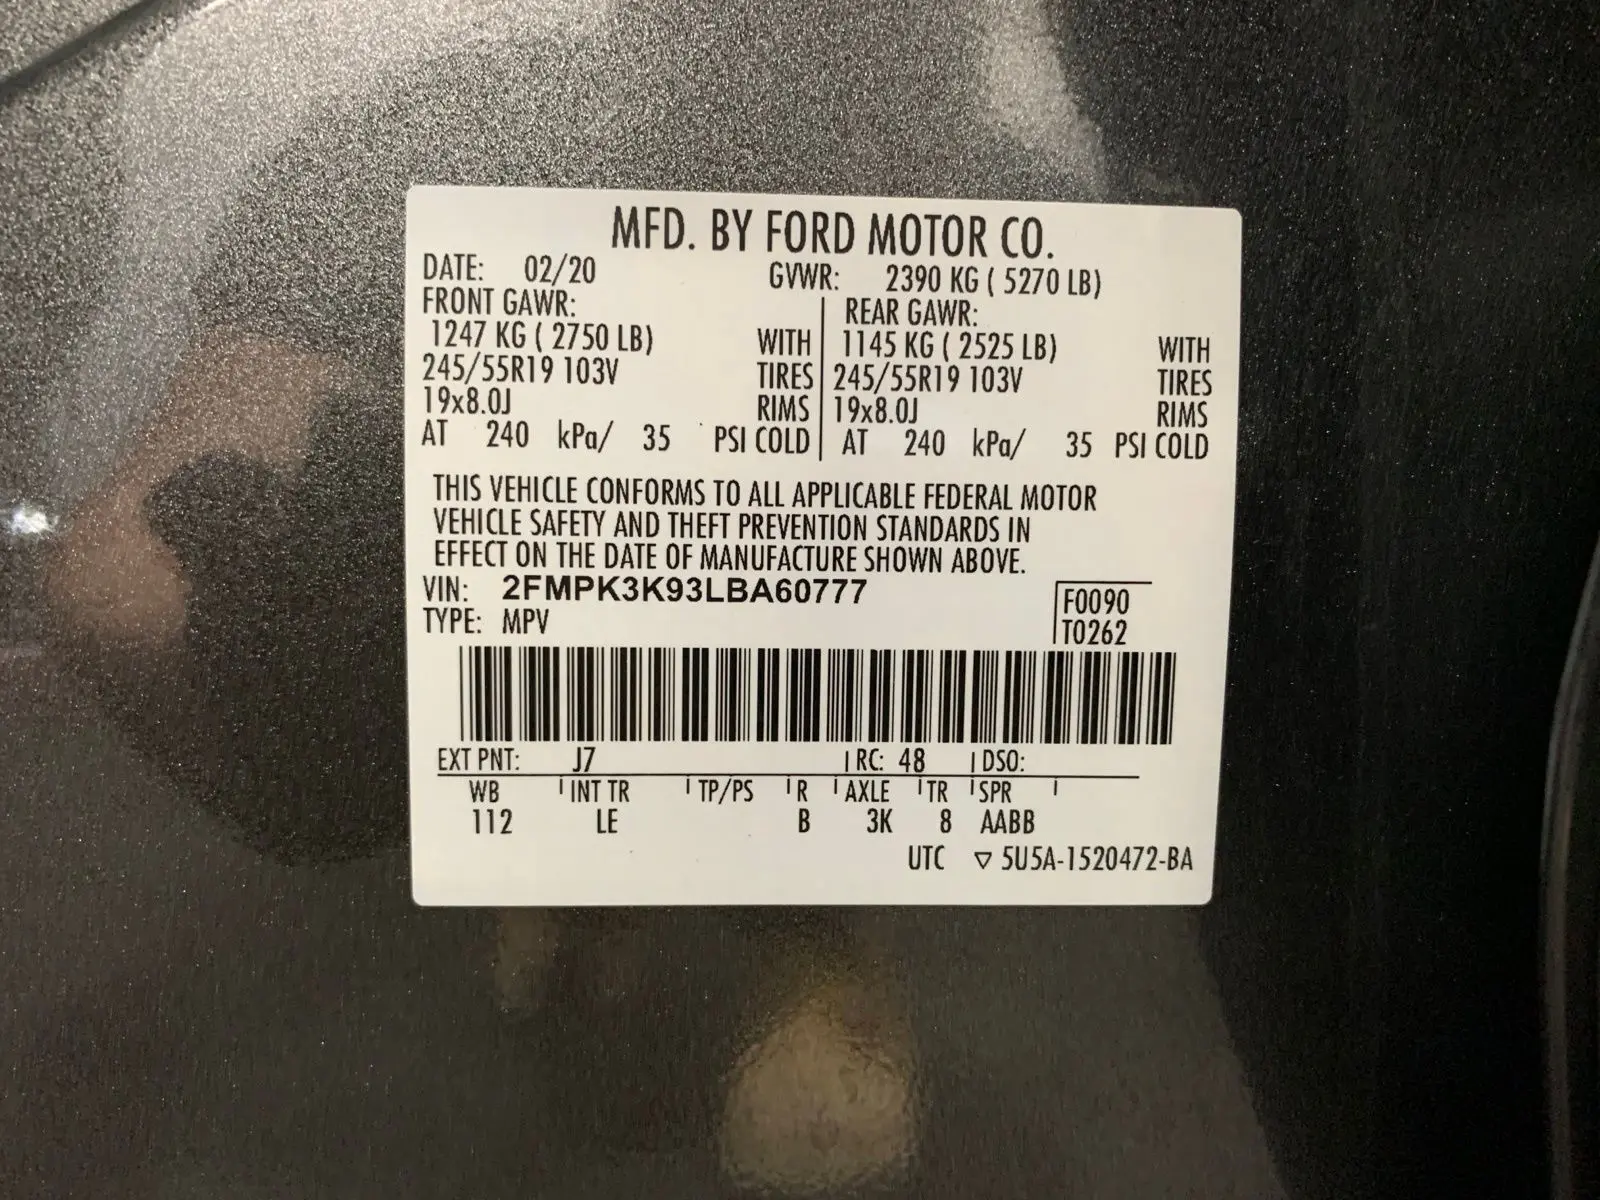 MFD. BY FORD MOTOR CO.
DATE: 02/20 GVWR: 2390 KG ( 5270 LB)
FRONT GAWR: REAR GAWR:
1247 KG ( 2750 LB) WITH 1145 KG ( 2525 LB) WITH
245/55R19 103V TIRES 245/55R19 103V TIRES
19x8.0J RIMS 19x8.0J RIMS
AT 240 kPa/ 35 PSI COLD AT 240 kPa/ 35 PSI COLD
THIS VEHICLE CONFORMS TO ALL APPLICABLE FEDERAL MOTOR
VEHICLE SAFETY AND THEFT PREVENTION STANDARDS IN
EFFECT ON THE DATE OF MANUFACTURE SHOWN ABOVE.
VIN: 2FMPK3K93LBA60777 F0090
TYPE: MPV T0262
EXT PNT: J7 RC: 48 DSO:
WB INT TR TP/PS R AXLE TR SPR
112 LE B 3K 8 AABB
UTC ▽ 5U5A-1520472-BA